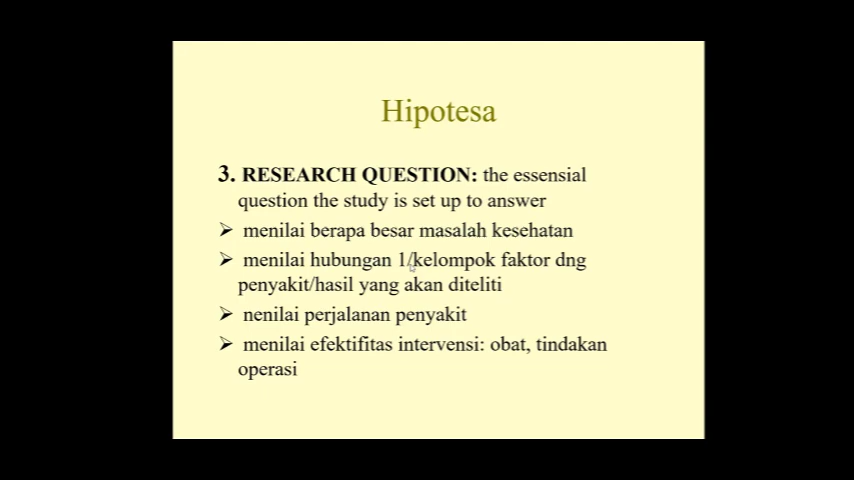 Hipotesa
3. RESEARCH QUESTION: the essensial
question the study is set up to answer
➢ menilai berapa besar masalah kesehatan
➢ menilai hubungan 1/kelompok faktor dng
penyakit/hasil yang akan diteliti
➢ nenilai perjalanan penyakit
➢ menilai efektifitas intervensi: obat, tindakan
operasi